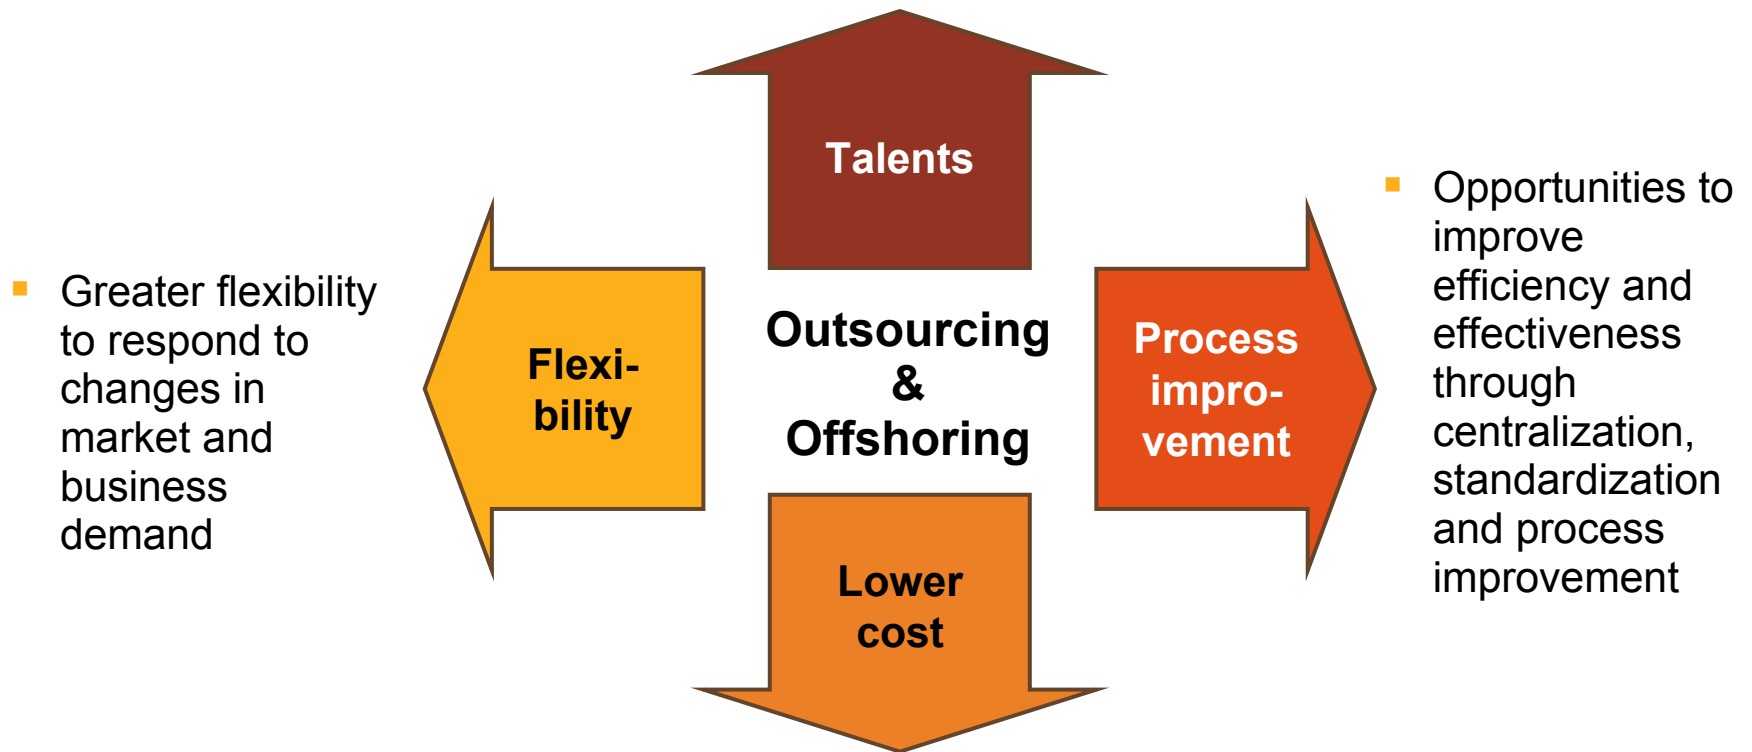 Talents
▪ Greater flexibility
to respond to
changes in
market and
business
demand
Flexi-
bility
Outsourcing
&
Offshoring
Process
impro-
vement
▪ Opportunities to
improve
efficiency and
effectiveness
through
centralization,
standardization
and process
improvement
Lower
cost